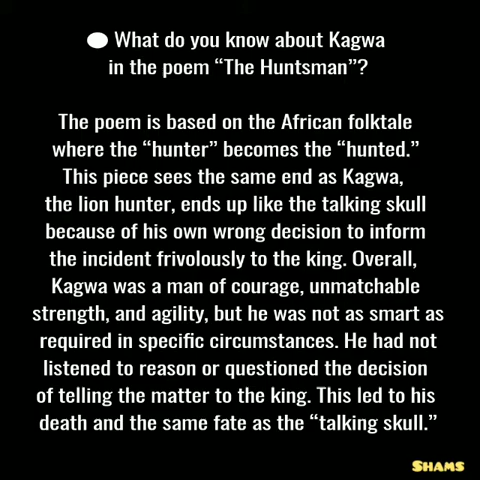 ● What do you know about Kagwa
in the poem “The Huntsman”?
The poem is based on the African folktale
where the “hunter” becomes the “hunted.”
This piece sees the same end as Kagwa,
the lion hunter, ends up like the talking skull
because of his own wrong decision to inform
the incident frivolously to the king. Overall,
Kagwa was a man of courage, unmatchable
strength, and agility, but he was not as smart as
required in specific circumstances. He had not
listened to reason or questioned the decision
of telling the matter to the king. This led to his
death and the same fate as the “talking skull.”
SHAMS